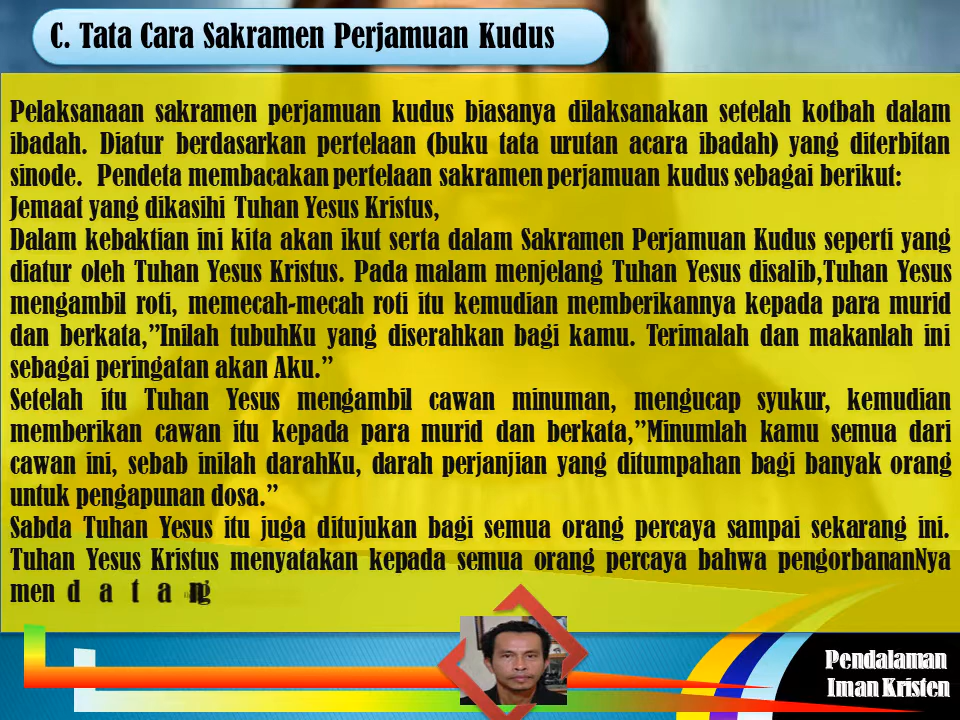 C. Tata Cara Sakramen Perjamuan Kudus
Pelaksanaan sakramen perjamuan kudus biasanya dilaksanakan setelah kotbah dalam
ibadah. Diatur berdasarkan pertelaan (buku tata urutan acara ibadah) yang diterbitan
sinode. Pendeta membacakan pertelaan sakramen perjamuan kudus sebagai berikut:
Jemaat yang dikasihi Tuhan Yesus Kristus,
Dalam kebaktian ini kita akan ikut serta dalam Sakramen Perjamuan Kudus seperti yang
diatur oleh Tuhan Yesus Kristus. Pada malam menjelang Tuhan Yesus disalib,Tuhan Yesus
mengambil roti, memecah-mecah roti itu kemudian memberikannya kepada para murid
dan berkata,”Inilah tubuhKu yang diserahkan bagi kamu. Terimalah dan makanlah ini
sebagai peringatan akan Aku.”
Setelah itu Tuhan Yesus mengambil cawan minuman, mengucap syukur, kemudian
memberikan cawan itu kepada para murid dan berkata,”Minumlah kamu semua dari
cawan ini, sebab inilah darahKu, darah perjanjian yang ditumpahan bagi banyak orang
untuk pengapunan dosa.”
Sabda Tuhan Yesus itu juga ditujukan bagi semua orang percaya sampai sekarang ini.
Tuhan Yesus Kristus menyatakan kepada semua orang percaya bahwa pengorbananNya
men d a t a n g
Pendalaman
Iman Kristen